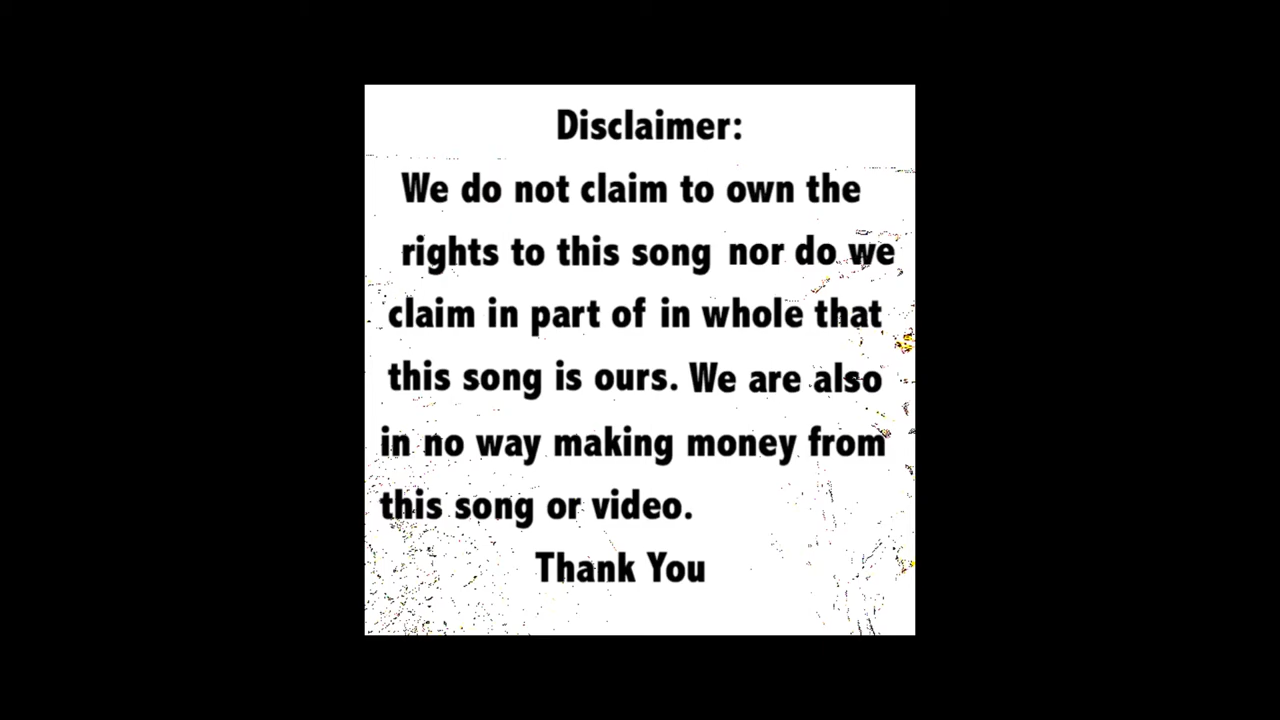 Disclaimer:
We do not claim to own the
rights to this song nor do we
claim in part of in whole that
this song is ours. We are also
in no way making money from
this song or video.
Thank You